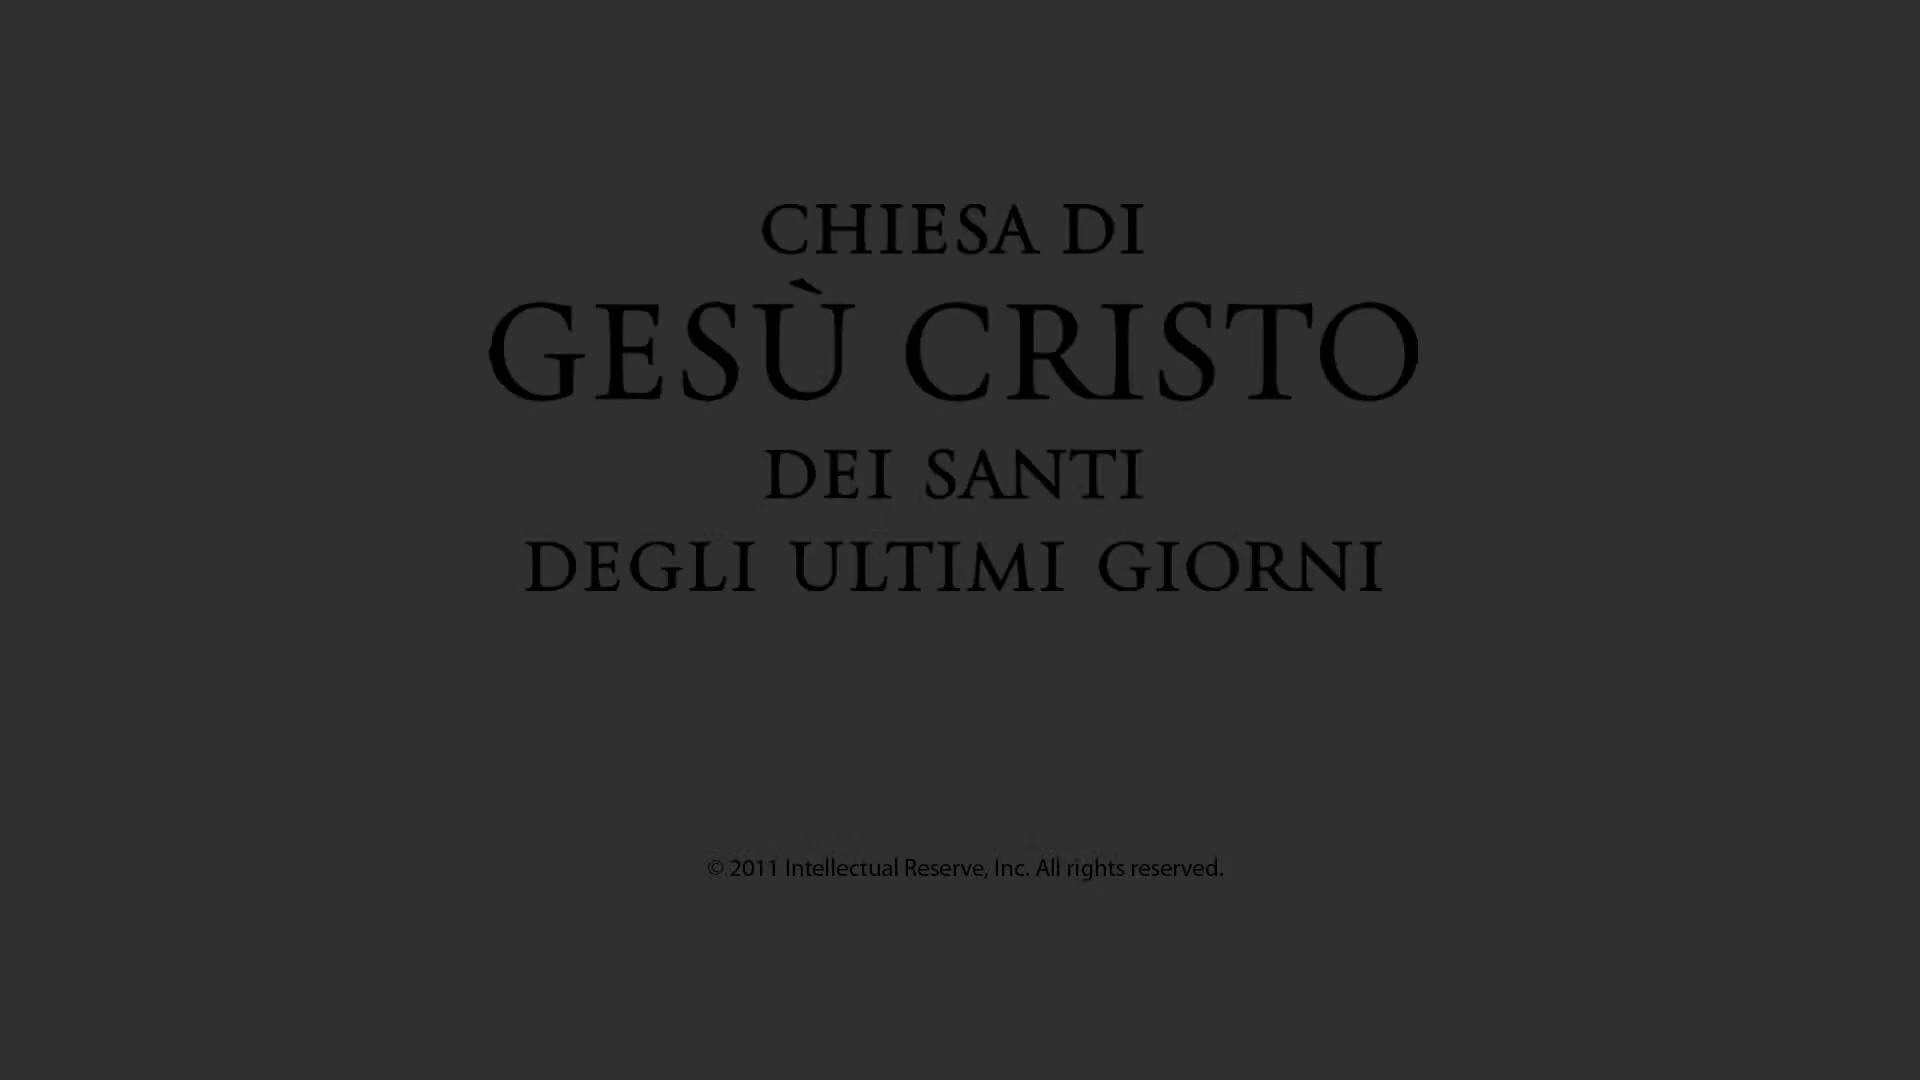 CHIESA DI
GESÙ CRISTO
DEI SANTI
DEGLI ULTIMI GIORNI
© 2011 Intellectual Reserve, Inc. All rights reserved.